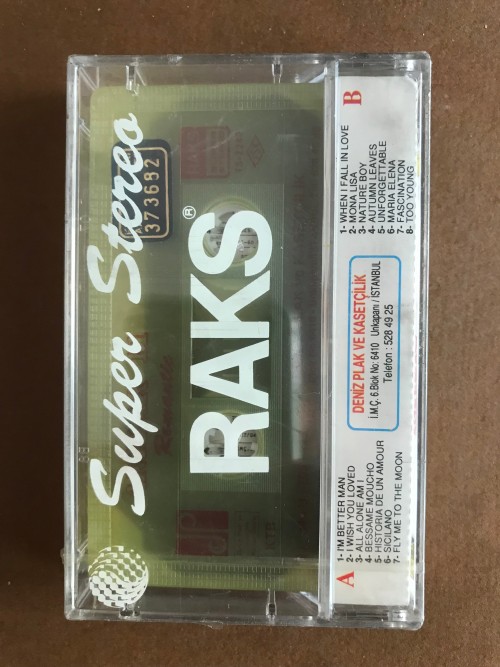 Super Stereo
RAKS®
373682
A
1- I'M BETTER MAN
2- I WISH YOU LOVED
3- ALL ALONE AM I
4- BESSAME MOUCHO
5- HISTORIA DE UN AMOUR
6- SICILANO
7- FLY ME TO THE MOON
DENİZ PLAK VE KASETÇİLİK
İ.M.Ç. 6.Blok No: 6410 Unkapanı / İSTANBUL
Telefon : 528 49 25
B
1- WHEN I FALL IN LOVE
2- MONA LISA
3- NATURE BOY
4- AUTUMN LEAVES
5- UNFORGETTABLE
6- MARIA ELENA
7- FASCINATION
8- TOO YOUNG